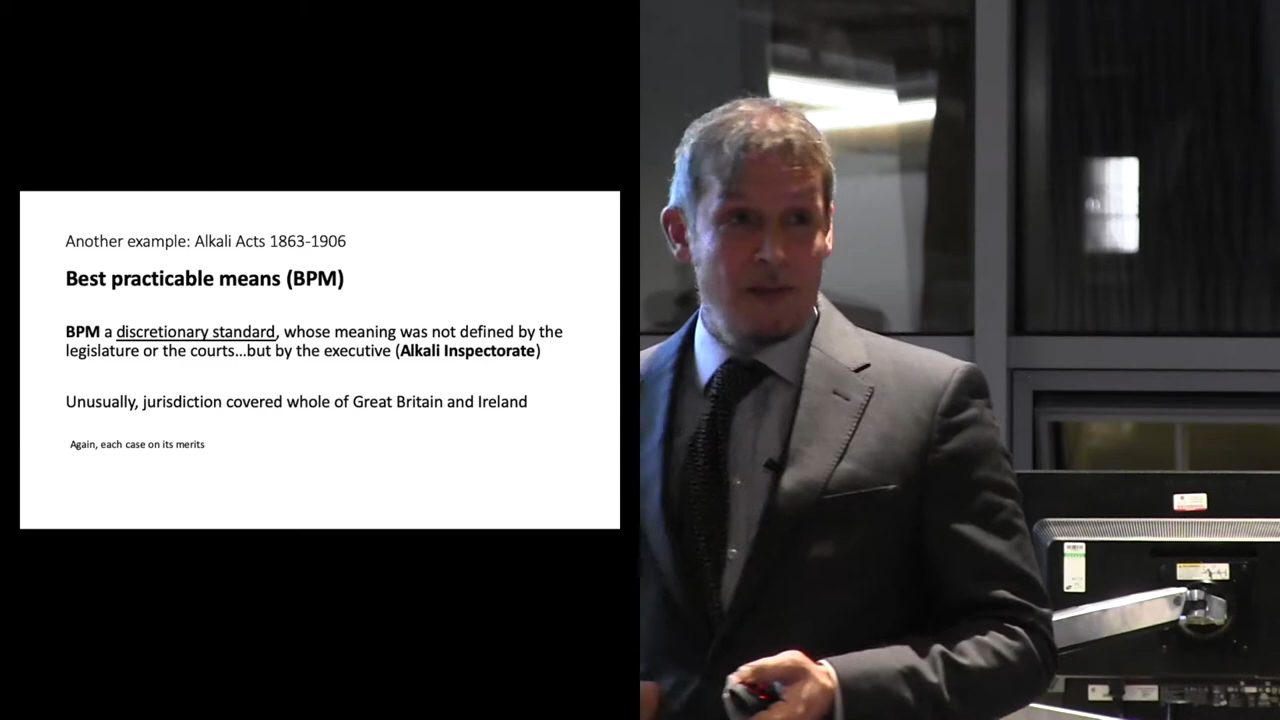 Another example: Alkali Acts 1863-1906
Best practicable means (BPM)
BPM a discretionary standard, whose meaning was not defined by the
legislature or the courts...but by the executive (Alkali Inspectorate)
Unusually, jurisdiction covered whole of Great Britain and Ireland
Again, each case on its merits